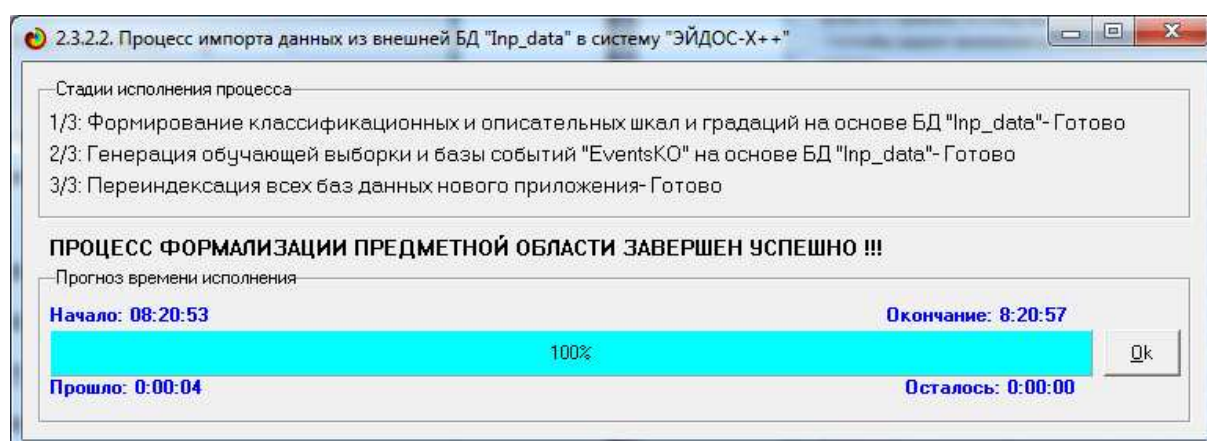 2.3.2.2. Процесс импорта данных из внешней БД "Inp_data" в систему "ЭЙДОС-X++"
Стадии исполнения процесса
1/3: Формирование классификационных и описательных шкал и градаций на основе БД "Inp_data"- Готово
2/3: Генерация обучающей выборки и базы событий "EventsKO" на основе БД "Inp_data"- Готово
3/3: Переиндексация всех баз данных нового приложения- Готово
ПРОЦЕСС ФОРМАЛИЗАЦИИ ПРЕДМЕТНОЙ ОБЛАСТИ ЗАВЕРШЕН УСПЕШНО !!!
Прогноз времени исполнения
Начало: 08:20:53 Окончание: 8:20:57
100% Ok
Прошло: 0:00:04 Осталось: 0:00:00